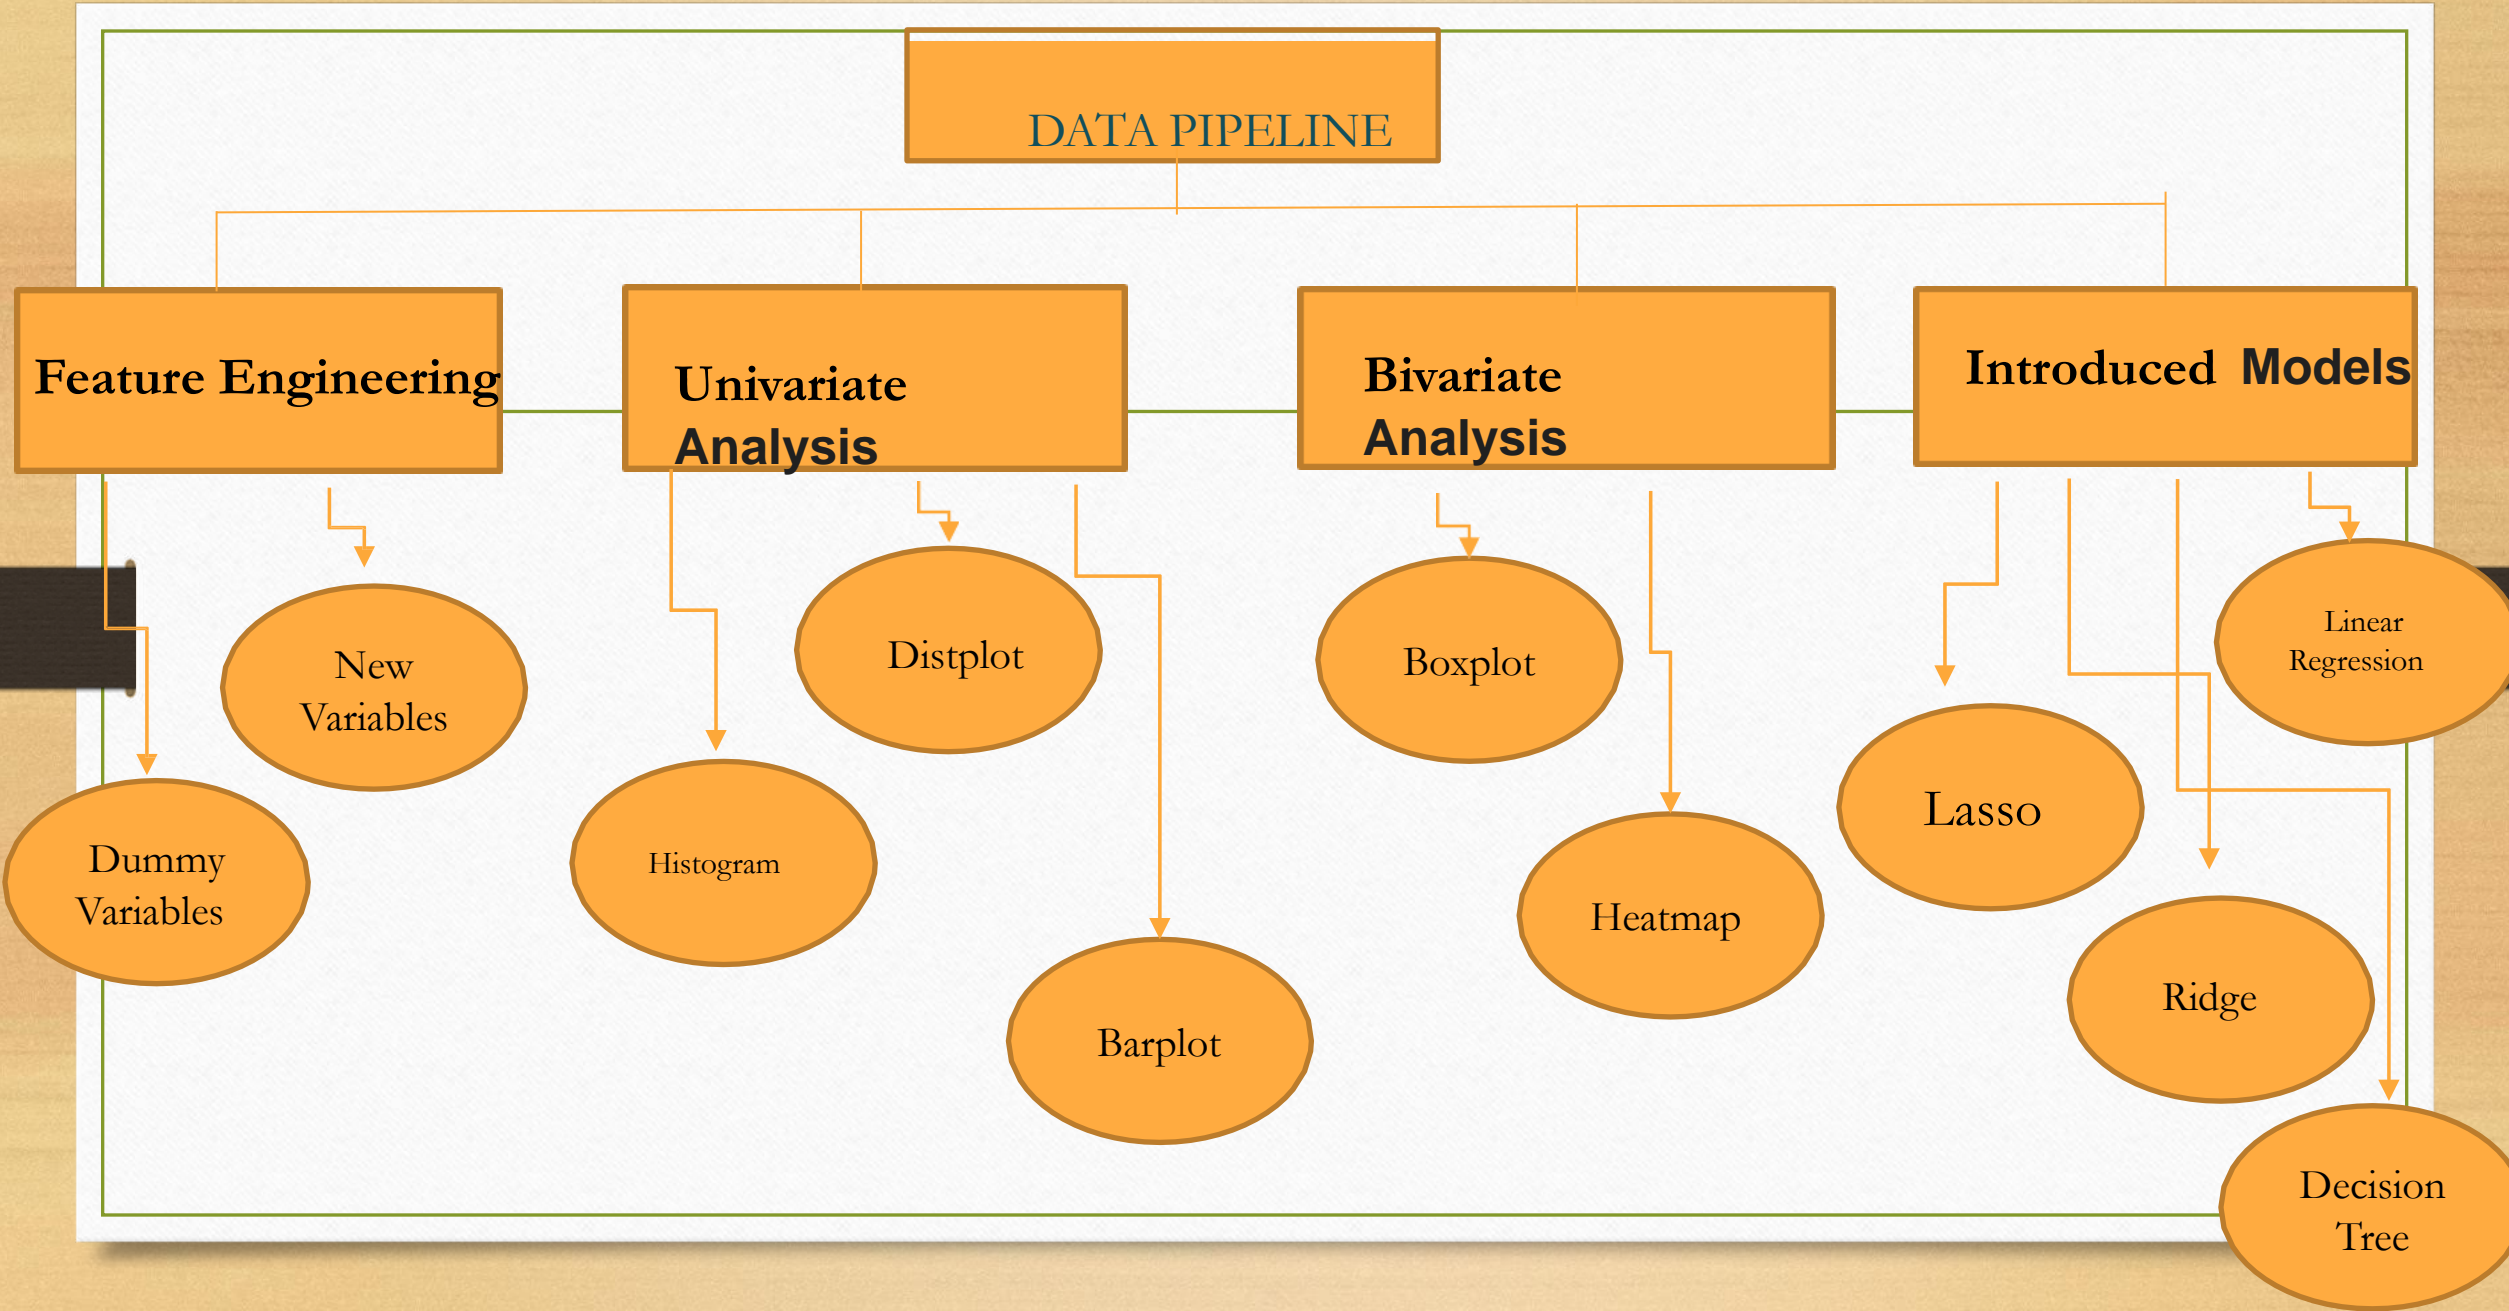 DATA PIPELINE
Feature Engineering
Univariate
Analysis
Bivariate
Analysis
Introduced Models
New
Variables
Dummy
Variables
Distplot
Histogram
Barplot
Boxplot
Heatmap
Linear
Regression
Lasso
Ridge
Decision
Tree